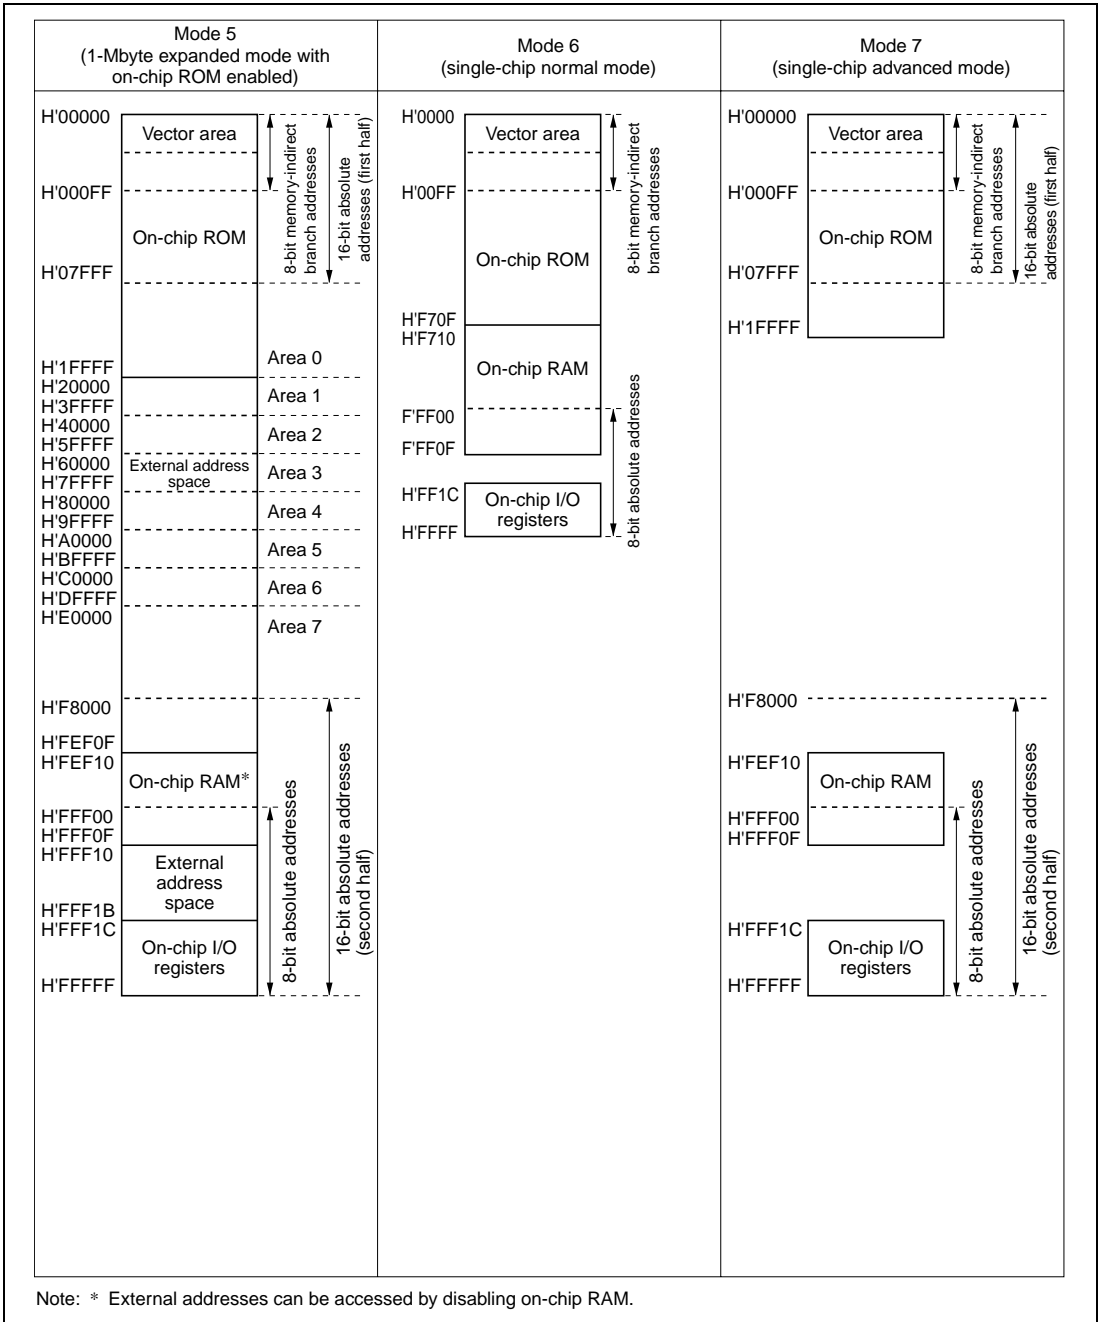 Mode 5
(1-Mbyte expanded mode with
on-chip ROM enabled)
H'00000
Vector area
H'000FF
On-chip ROM
H'07FFF
8-bit memory-indirect
branch addresses
16-bit absolute
addresses (first half)
H'1FFFF
Area 0
H'20000
Area 1
H'3FFFF
H'40000
Area 2
H'5FFFF
H'60000
External address
space
Area 3
H'7FFFF
H'80000
Area 4
H'9FFFF
H'A0000
Area 5
H'BFFFF
H'C0000
Area 6
H'DFFFF
H'E0000
Area 7
H'F8000
H'FEF0F
H'FEF10
On-chip RAM*
H'FFF00
H'FFF0F
H'FFF10
External
address
space
H'FFF1B
H'FFF1C
On-chip I/O
registers
H'FFFFF
8-bit absolute addresses
16-bit absolute addresses
(second half)
Mode 6
(single-chip normal mode)
H'0000
Vector area
H'00FF
On-chip ROM
8-bit memory-indirect
branch addresses
H'F70F
H'F710
On-chip RAM
F'FF00
F'FF0F
H'FF1C
On-chip I/O
registers
H'FFFF
8-bit absolute addresses
Mode 7
(single-chip advanced mode)
H'00000
Vector area
H'000FF
On-chip ROM
H'07FFF
8-bit memory-indirect
branch addresses
16-bit absolute
addresses (first half)
H'1FFFF
H'F8000
H'FEF10
On-chip RAM
H'FFF00
H'FFF0F
H'FFF1C
On-chip I/O
registers
H'FFFFF
8-bit absolute addresses
16-bit absolute addresses
(second half)
Note: * External addresses can be accessed by disabling on-chip RAM.